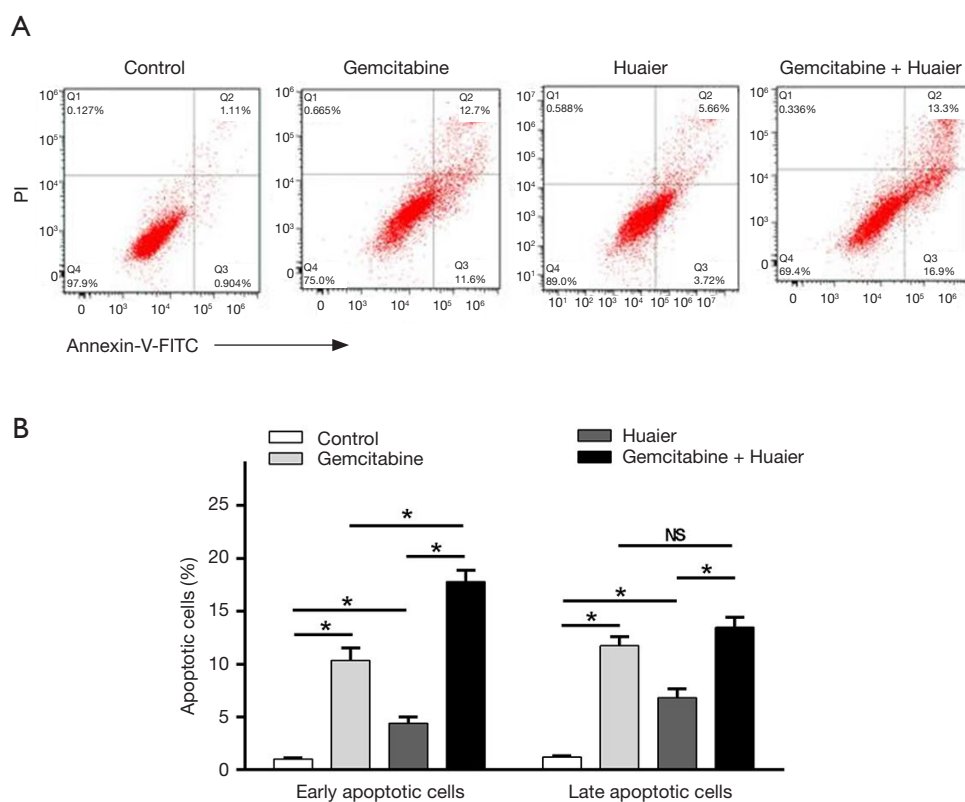 A
Control
Gemcitabine
Huaier
Gemcitabine + Huaier
PI
10⁶
10⁵
10⁴
10³
0
Q1
0.127%
Q2
1.11%
Q4
97.9%
Q3
0.904%
0 10³ 10⁴ 10⁵ 10⁶
10⁶
10⁵
10⁴
10³
0
Q1
0.665%
Q2
12.7%
Q4
75.0%
Q3
11.6%
0 10³ 10⁴ 10⁵ 10⁶
10⁷
10⁶
10⁵
10⁴
10³
10²
10¹
Q1
0.588%
Q2
5.66%
Q4
89.0%
Q3
3.72%
10¹ 10² 10³ 10⁴ 10⁵ 10⁶ 10⁷
10⁶
10⁵
10⁴
10³
0
Q1
0.336%
Q2
13.3%
Q4
69.4%
Q3
16.9%
0 10³ 10⁴ 10⁵ 10⁶
Annexin-V-FITC
B
Control
Gemcitabine
Huaier
Gemcitabine + Huaier
Apoptotic cells (%)
25
20
15
10
5
0
*
*
*
*
NS
*
*
*
Early apoptotic cells
Late apoptotic cells